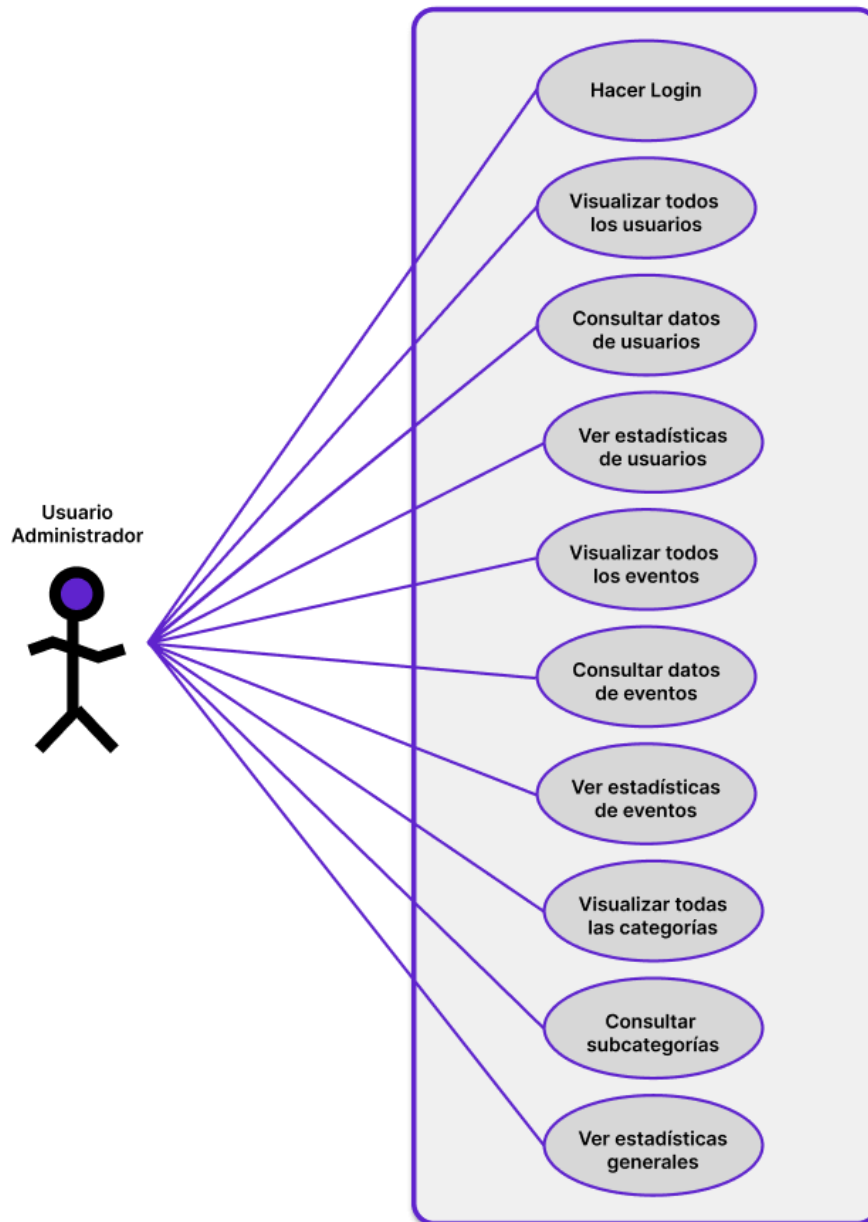 Hacer Login
Visualizar todos
los usuarios
Consultar datos
de usuarios
Ver estadísticas
de usuarios
Usuario
Administrador
Visualizar todos
los eventos
Consultar datos
de eventos
Ver estadísticas
de eventos
Visualizar todas
las categorías
Consultar
subcategorías
Ver estadísticas
generales